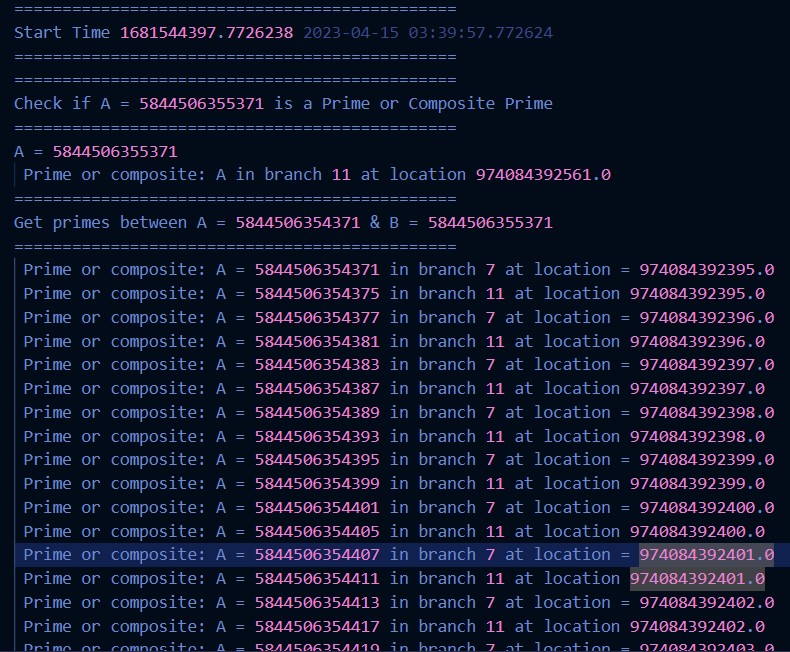 ==============================================
Start Time 1681544397.7726238 2023-04-15 03:39:57.772624
==============================================
==============================================
Check if A = 5844506355371 is a Prime or Composite Prime
==============================================
A = 5844506355371
Prime or composite: A in branch 11 at location 974084392561.0
==============================================
Get primes between A = 5844506354371 & B = 5844506355371
==============================================
Prime or composite: A = 5844506354371 in branch 7 at location = 974084392395.0
Prime or composite: A = 5844506354375 in branch 11 at location 974084392395.0
Prime or composite: A = 5844506354377 in branch 7 at location = 974084392396.0
Prime or composite: A = 5844506354381 in branch 11 at location 974084392396.0
Prime or composite: A = 5844506354383 in branch 7 at location = 974084392397.0
Prime or composite: A = 5844506354387 in branch 11 at location 974084392397.0
Prime or composite: A = 5844506354389 in branch 7 at location = 974084392398.0
Prime or composite: A = 5844506354393 in branch 11 at location 974084392398.0
Prime or composite: A = 5844506354395 in branch 7 at location = 974084392399.0
Prime or composite: A = 5844506354399 in branch 11 at location 974084392399.0
Prime or composite: A = 5844506354401 in branch 7 at location = 974084392400.0
Prime or composite: A = 5844506354405 in branch 11 at location 974084392400.0
Prime or composite: A = 5844506354407 in branch 7 at location = 974084392401.0
Prime or composite: A = 5844506354411 in branch 11 at location 974084392401.0
Prime or composite: A = 5844506354413 in branch 7 at location = 974084392402.0
Prime or composite: A = 5844506354417 in branch 11 at location 974084392402.0
Prime or composite: A = 5844506354419 in branch 7 at location = 974084392403.0